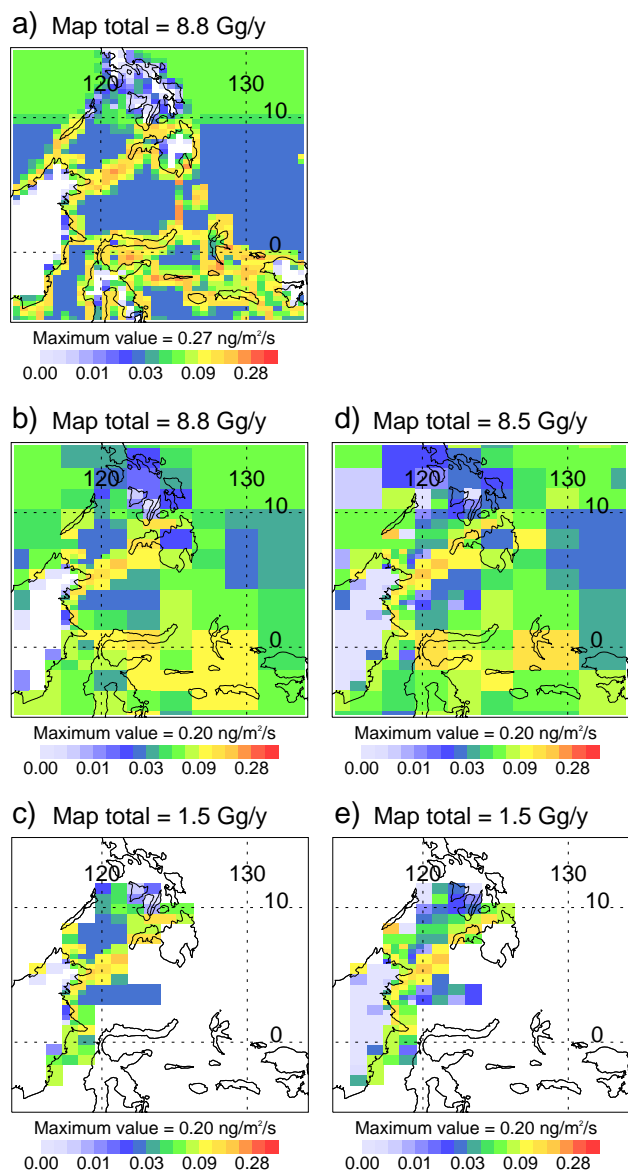 a) Map total = 8.8 Gg/y
120 130
10
0
Maximum value = 0.27 ng/m²/s
0.00 0.01 0.03 0.09 0.28
b) Map total = 8.8 Gg/y
120 130
10
0
Maximum value = 0.20 ng/m²/s
0.00 0.01 0.03 0.09 0.28
d) Map total = 8.5 Gg/y
120 130
10
0
Maximum value = 0.20 ng/m²/s
0.00 0.01 0.03 0.09 0.28
c) Map total = 1.5 Gg/y
120 130
10
0
Maximum value = 0.20 ng/m²/s
0.00 0.01 0.03 0.09 0.28
e) Map total = 1.5 Gg/y
120 130
10
0
Maximum value = 0.20 ng/m²/s
0.00 0.01 0.03 0.09 0.28